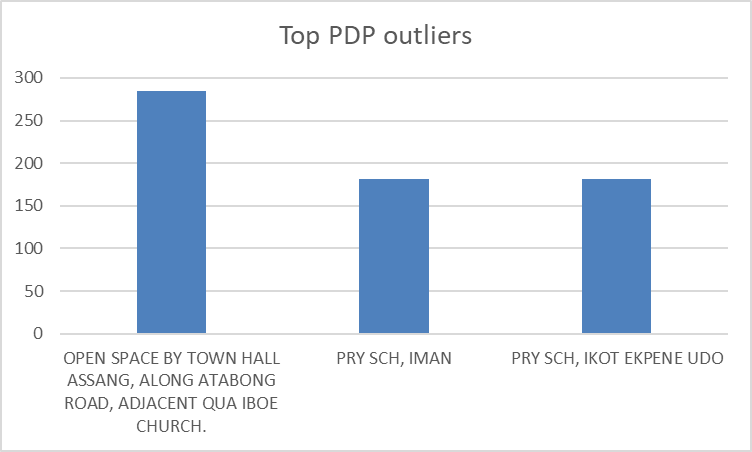 Top PDP outliers
300
250
200
150
100
50
0
OPEN SPACE BY TOWN HALL
ASSANG, ALONG ATABONG
ROAD, ADJACENT QUA IBOE
CHURCH.
PRY SCH, IMAN
PRY SCH, IKOT EKPENE UDO